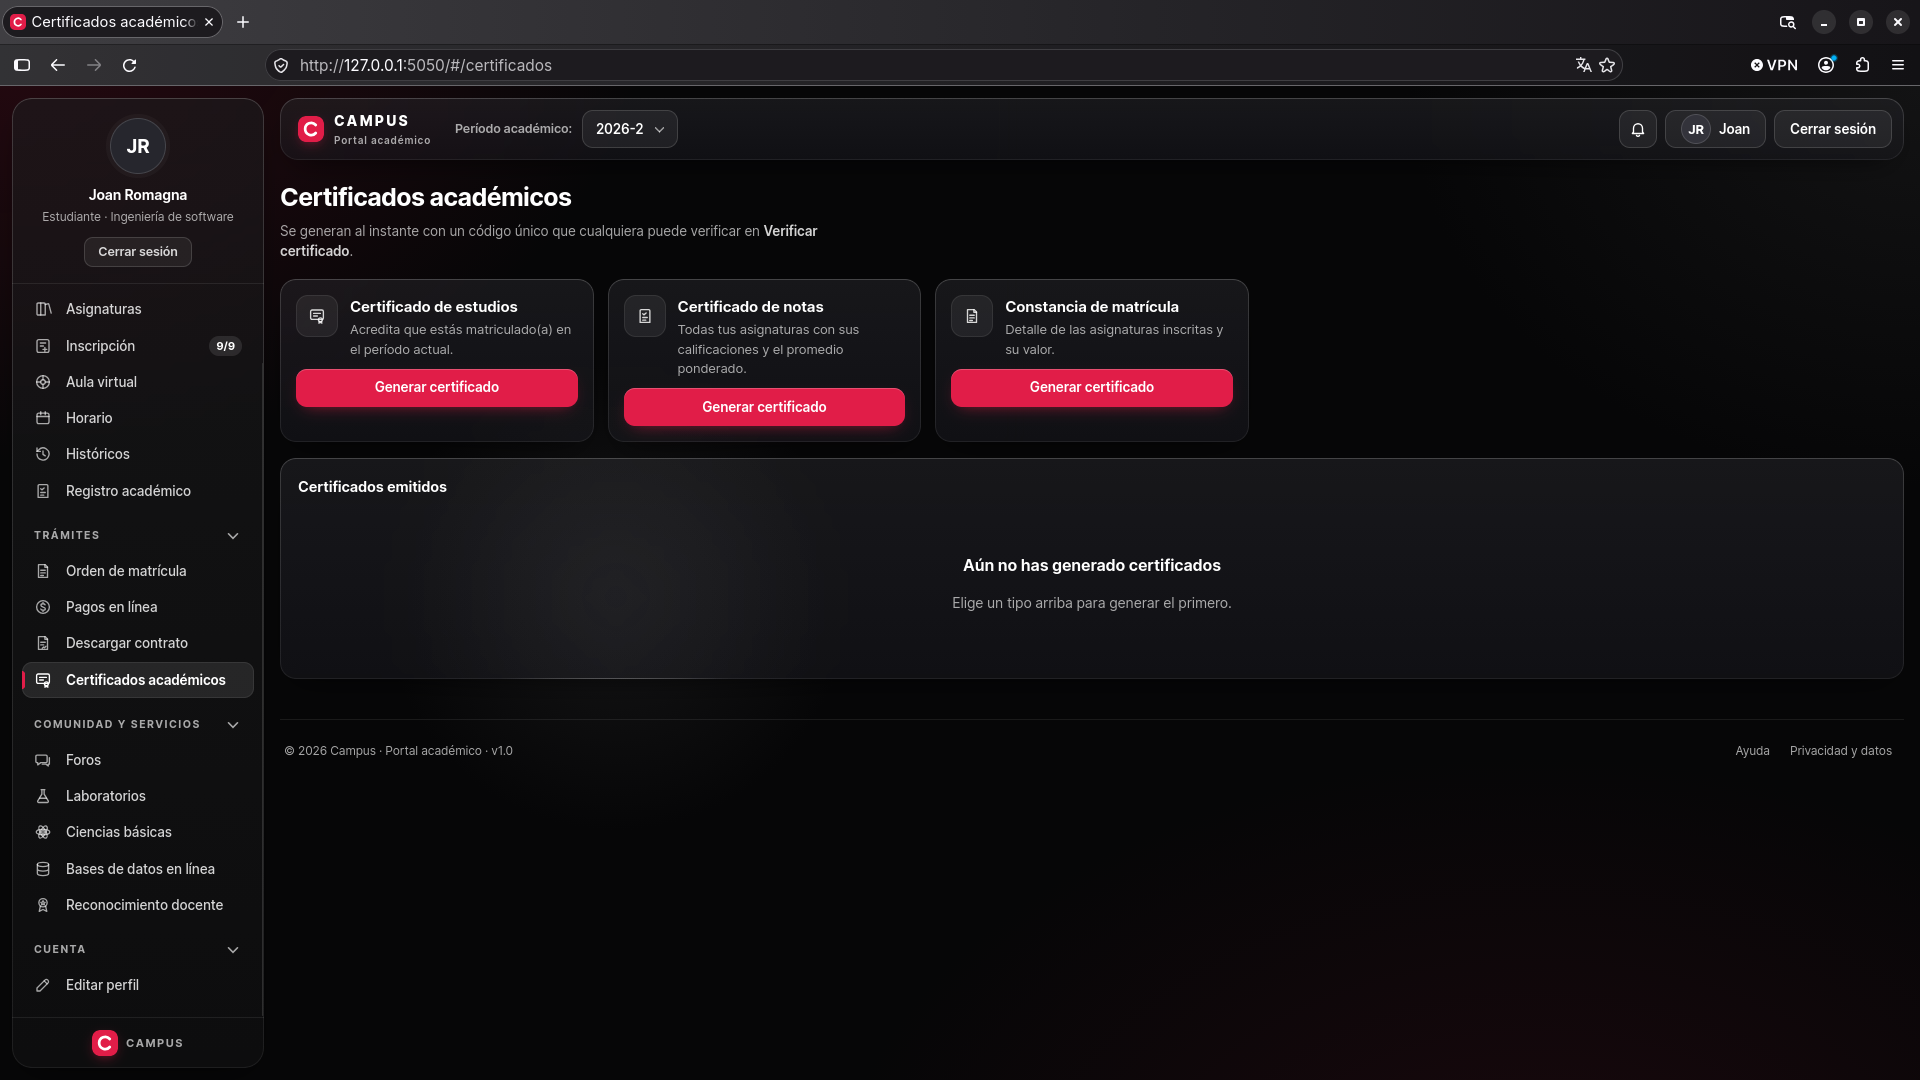 Certificados académico
http://127.0.0.1:5050/#/certificados
VPN
JR
Joan Romagna
Estudiante · Ingeniería de software
Cerrar sesión
Asignaturas
Inscripción 9/9
Aula virtual
Horario
Históricos
Registro académico
TRÁMITES
Orden de matrícula
Pagos en línea
Descargar contrato
Certificados académicos
COMUNIDAD Y SERVICIOS
Foros
Laboratorios
Ciencias básicas
Bases de datos en línea
Reconocimiento docente
CUENTA
Editar perfil
C CAMPUS
C CAMPUS
Portal académico
Período académico: 2026-2
JR Joan
Cerrar sesión
Certificados académicos
Se generan al instante con un código único que cualquiera puede verificar en Verificar
certificado.
Certificado de estudios
Acredita que estás matriculado(a) en
el período actual.
Generar certificado
Certificado de notas
Todas tus asignaturas con sus
calificaciones y el promedio
ponderado.
Generar certificado
Constancia de matrícula
Detalle de las asignaturas inscritas y
su valor.
Generar certificado
Certificados emitidos
Aún no has generado certificados
Elige un tipo arriba para generar el primero.
© 2026 Campus · Portal académico · v1.0
Ayuda Privacidad y datos